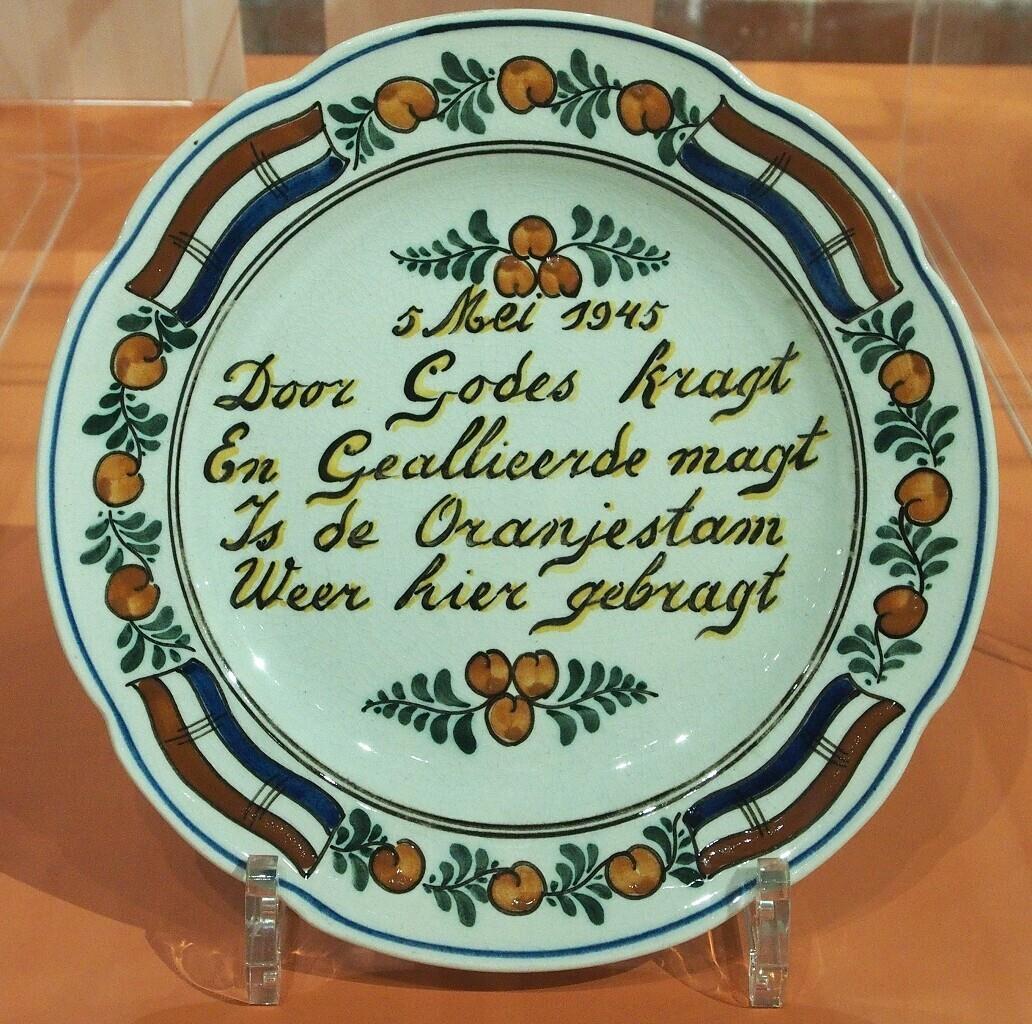 5 Mei 1945
Door Godes kragt
En Geallieerde magt
Is de Oranjestam
Weer hier gebragt